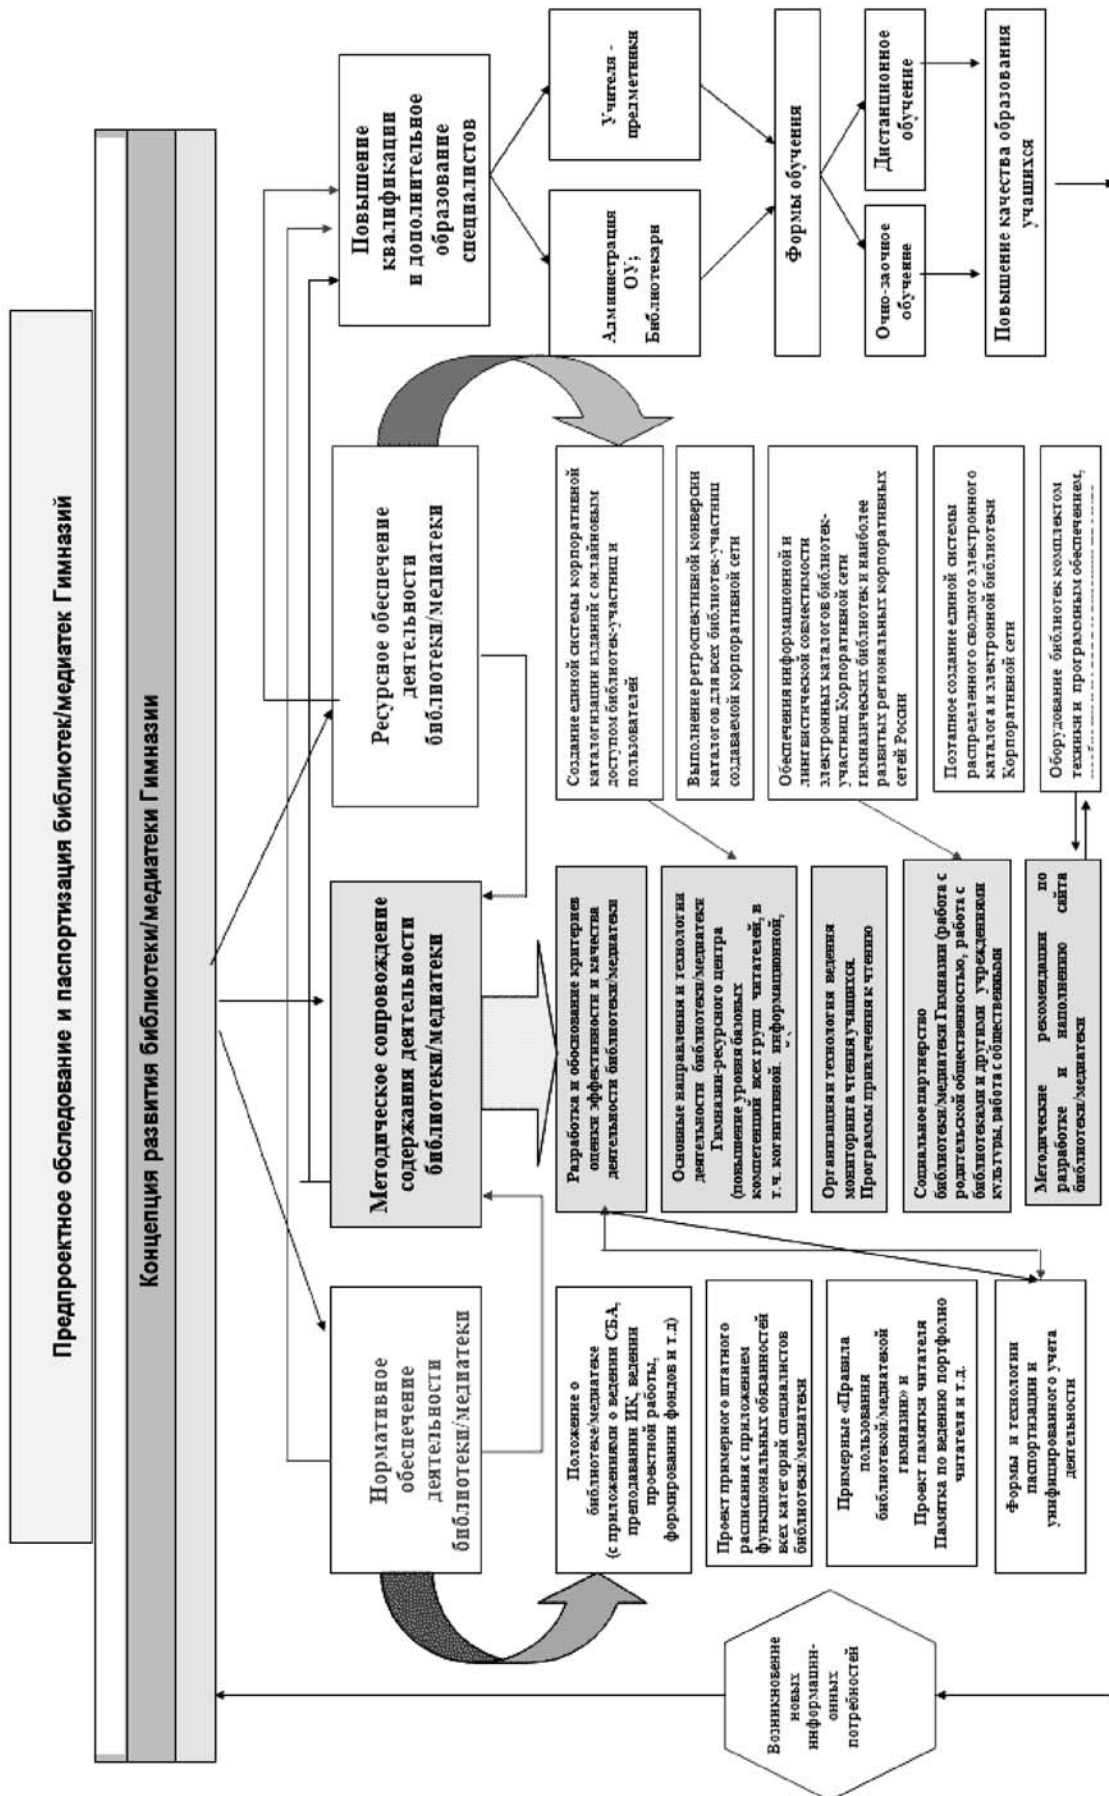 Предпроектное обследование и паспортизация библиотек/медиатек Гимназий
Концепция развития библиотеки/медиатеки Гимназии
Нормативное
обеспечение
деятельности
библиотеки/медиатеки
Методическое сопровождение
содержания деятельности
библиотеки/медиатеки
Ресурсное обеспечение
деятельности
библиотеки/медиатеки
Повышение
квалификации
и дополнительное
образование
специалистов
Положение о
библиотеке/медиатеке
(с приложениями о ведении СБА,
преподавании ИК, ведении
проектной работы,
формировании фондов и т.д)
Проект примерного штатного
расписания с приложением
функциональных обязанностей
всех категорий специалистов
библиотеки/медиатеки
Примерные «Правила
пользования
библиотекой/медиатекой
гимназии» и
Проект памятки читателя
Памятка по ведению портфолио
читателя и т.д.
Формы и технологии
паспортизации и
унифицированного учета
деятельности
Разработка и обоснование критериев
оценки эффективности и качества
деятельности библиотеки/медиатеки
Основные направления и технологии
деятельности библиотеки/медиатеки
Гимназии-ресурсного центра
(повышение уровня базовых
компетенций всех групп читателей, в
т.ч. когнитивной, информационной,
Организация и технология ведения
мониторинга чтения учащихся.
Программы привлечения к чтению
Социальное партнерство
библиотеки/медиатеки Гимназии (работа с
родительской общественностью, работа с
библиотеками и другими учреждениями
культуры, работа с общественными
Методические рекомендации по
разработке и наполнению сайта
библиотеки/медиатеки
Создание единой системы корпоративной
каталогизации изданий с онлайновым
доступом библиотек-участниц и
пользователей
Выполнение ретроспективной конверсии
каталогов для всех библиотек-участниц
создаваемой корпоративной сети
Обеспечения информационной и
лингвистической совместимости
электронных каталогов библиотек-
участниц Корпоративной сети
гимназических библиотек и наиболее
развитых региональных корпоративных
сетей России
Поэтапное создание единой системы
распределенного сводного электронного
каталога и электронной библиотеки
Корпоративной сети
Оборудование библиотек комплектом
техники и программным обеспечением,
Администрация
ОУ;
Библиотекари
Учителя -
предметники
Формы обучения
Очно-заочное
обучение
Дистанционное
обучение
Повышение качества образования
учащихся
Возникновение
новых
информацин-
онных
потребностей